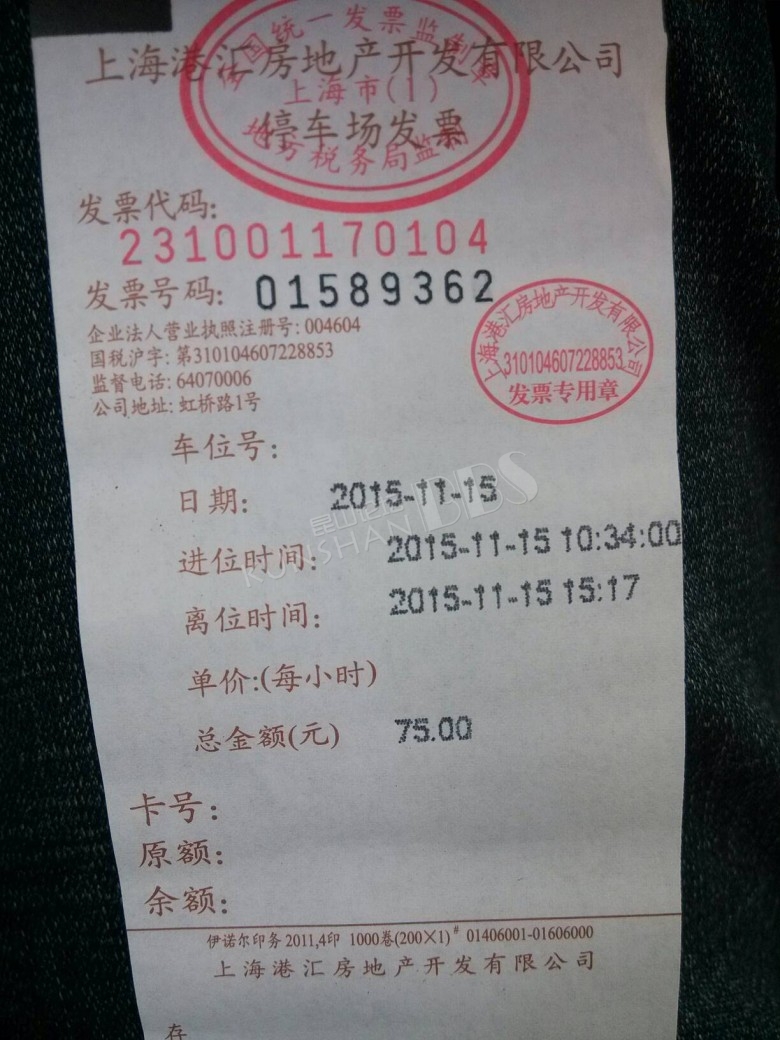 上海港汇房地产开发有限公司
全国统一发票监制章
上海市(1)
地方税务局监制
停车场发票
发票代码:
231001170104
发票号码: 01589362
企业法人营业执照注册号: 004604
国税沪字: 第310104607228853
监督电话: 64070006
公司地址: 虹桥路1号
上海港汇房地产开发有限公司
310104607228853
发票专用章
车位号:
日期: 2015-11-15
进位时间: 2015-11-15 10:34:00
离位时间: 2015-11-15 15:17
昆山论坛BBS
KUNSHAN
单价:(每小时)
总金额(元) 75.00
卡号:
原额:
余额:
伊诺尔印务 2011,4印 1000卷(200×1)# 01406001-01606000
上海港汇房地产开发有限公司
存